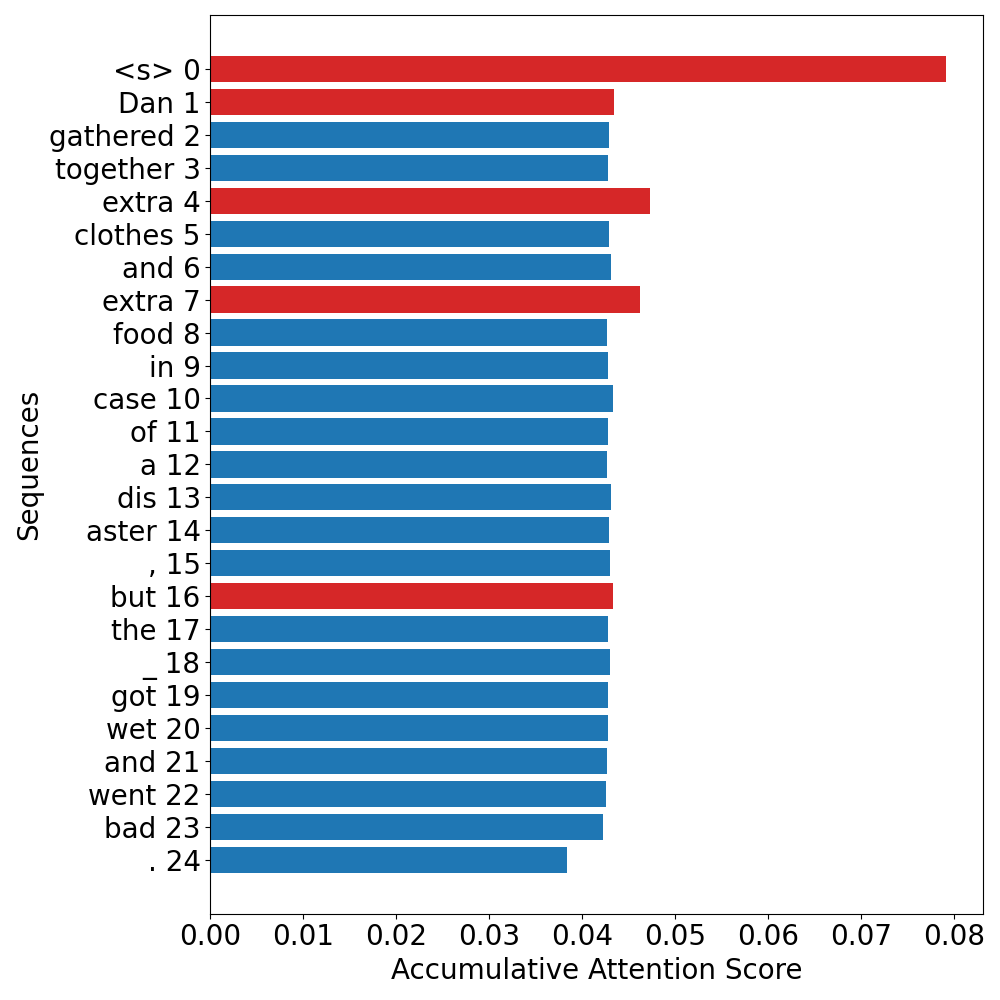 <s> 0
Dan 1
gathered 2
together 3
extra 4
clothes 5
and 6
extra 7
food 8
in 9
case 10
of 11
a 12
dis 13
aster 14
, 15
but 16
the 17
_ 18
got 19
wet 20
and 21
went 22
bad 23
. 24
Sequences
0.00 0.01 0.02 0.03 0.04 0.05 0.06 0.07 0.08
Accumulative Attention Score